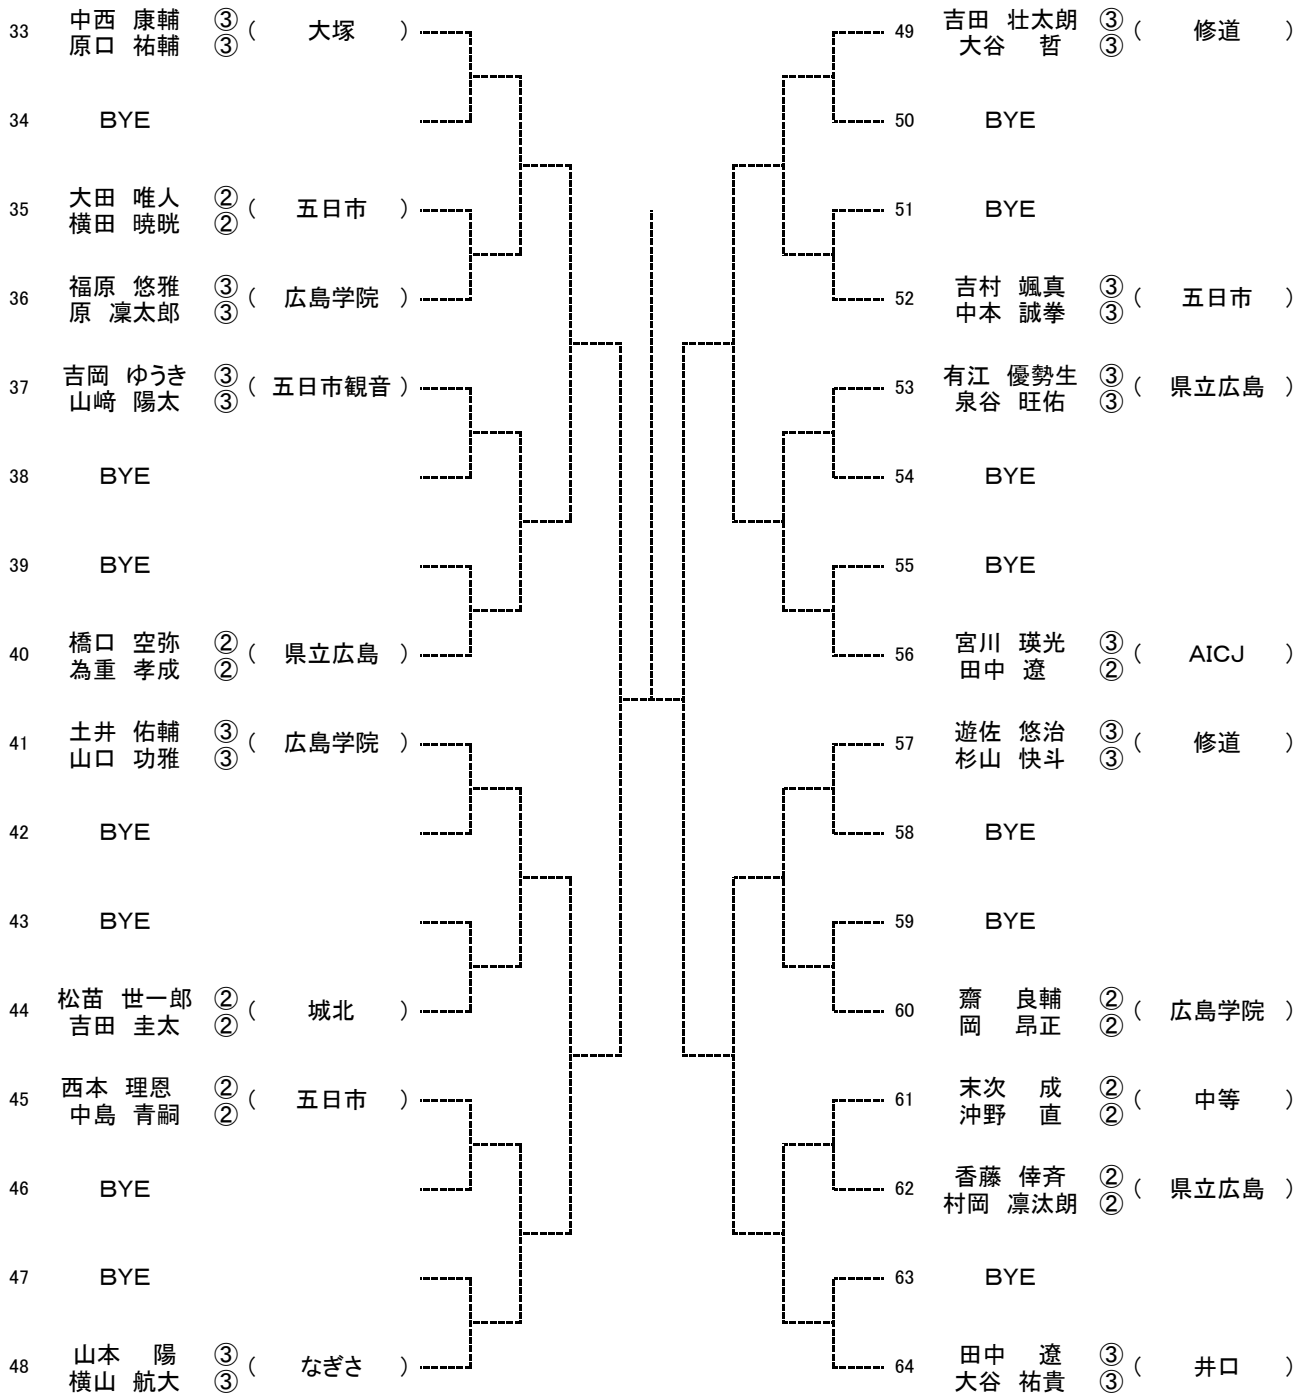 33 中西 康輔 ③ ( 大塚 )
原口 祐輔 ③
34 BYE
35 大田 唯人 ② ( 五日市 )
横田 暁晄 ②
36 福原 悠雅 ③ ( 広島学院 )
原 凜太郎 ③
37 吉岡 ゆうき ③ ( 五日市観音 )
山﨑 陽太 ③
38 BYE
39 BYE
40 橋口 空弥 ② ( 県立広島 )
為重 孝成 ②
41 土井 佑輔 ③ ( 広島学院 )
山口 功雅 ③
42 BYE
43 BYE
44 松苗 世一郎 ② ( 城北 )
吉田 圭太 ②
45 西本 理恩 ② ( 五日市 )
中島 青嗣 ②
46 BYE
47 BYE
48 山本 陽 ③ ( なぎさ )
横山 航大 ③
49 吉田 壮太朗 ③ ( 修道 )
大谷 哲 ③
50 BYE
51 BYE
52 吉村 颯真 ③ ( 五日市 )
中本 誠拳 ③
53 有江 優勢生 ③ ( 県立広島 )
泉谷 旺佑 ③
54 BYE
55 BYE
56 宮川 瑛光 ③ ( AICJ )
田中 遼 ②
57 遊佐 悠治 ③ ( 修道 )
杉山 快斗 ③
58 BYE
59 BYE
60 齋 良輔 ② ( 広島学院 )
岡 昂正 ②
61 末次 成 ② ( 中等 )
沖野 直 ②
62 香藤 倖斉 ② ( 県立広島 )
村岡 凛汰朗 ②
63 BYE
64 田中 遼 ③ ( 井口 )
大谷 祐貴 ③